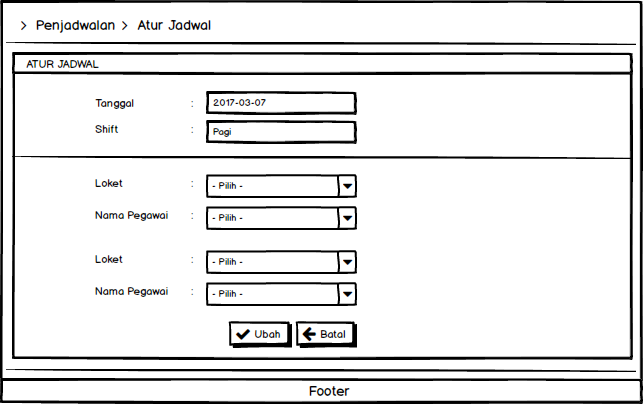 > Penjadwalan > Atur Jadwal
ATUR JADWAL
Tanggal : 2017-03-07
Shift : Pagi
Loket : - Pilih -
Nama Pegawai : - Pilih -
Loket : - Pilih -
Nama Pegawai : - Pilih -
Ubah Batal
Footer